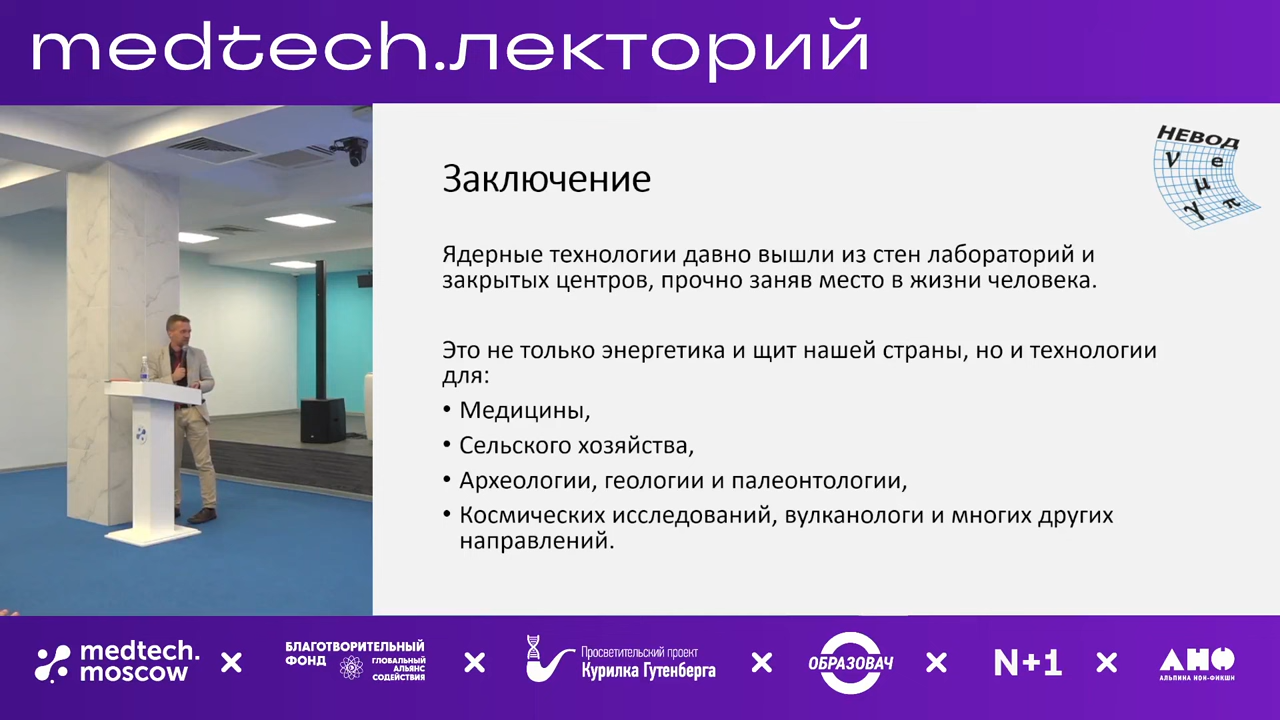 medtech.лекторий
НЕВОД
ν e
μ
γ π
Заключение
Ядерные технологии давно вышли из стен лабораторий и
закрытых центров, прочно заняв место в жизни человека.
Это не только энергетика и щит нашей страны, но и технологии
для:
• Медицины,
• Сельского хозяйства,
• Археологии, геологии и палеонтологии,
• Космических исследований, вулканологи и многих других
направлений.
medtech.
moscow
×
БЛАГОТВОРИТЕЛЬНЫЙ
ФОНД
ГЛОБАЛЬНЫЙ
АЛЬЯНС
СОДЕЙСТВИЯ
×
Просветительский проект
Курилка Гутенберга
×
ОБРАЗОВАЧ
×
N+1
×
АНФ
АЛЬПИНА НОН-ФИКШН